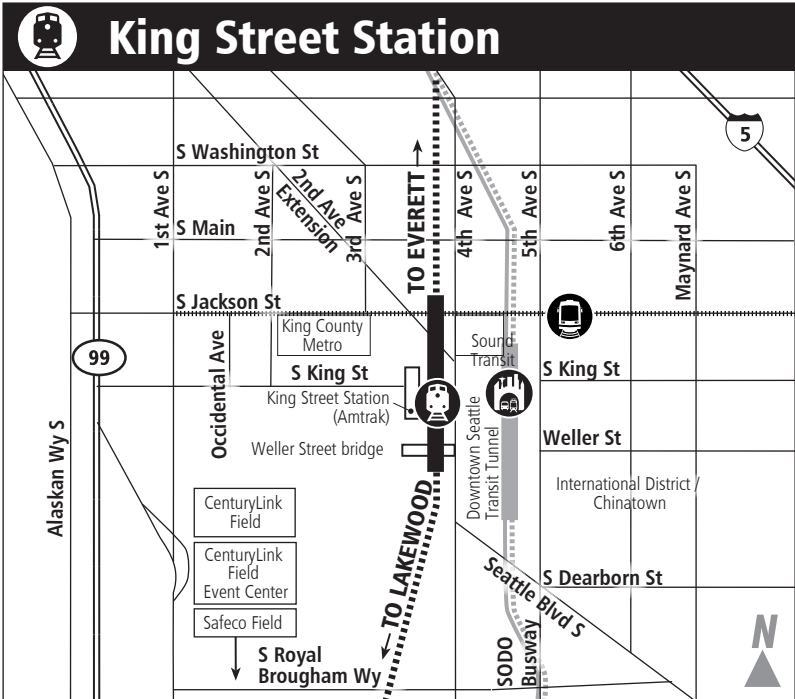 King Street Station
5
S Washington St
1st Ave S
2nd Ave S
2nd Ave
Extension
3rd Ave S
TO EVERETT
4th Ave S
5th Ave S
6th Ave S
Maynard Ave S
S Main
S Jackson St
King County
Metro
Sound
Transit
99
Occidental Ave
S King St
S King St
King Street Station
(Amtrak)
Weller Street bridge
Downtown Seattle
Transit Tunnel
Weller St
Alaskan Wy S
International District /
Chinatown
CenturyLink
Field
CenturyLink
Field
Event Center
Safeco Field
TO LAKEWOOD
Seattle Blvd S
S Dearborn St
S Royal
Brougham Wy
SODO
Busway
N